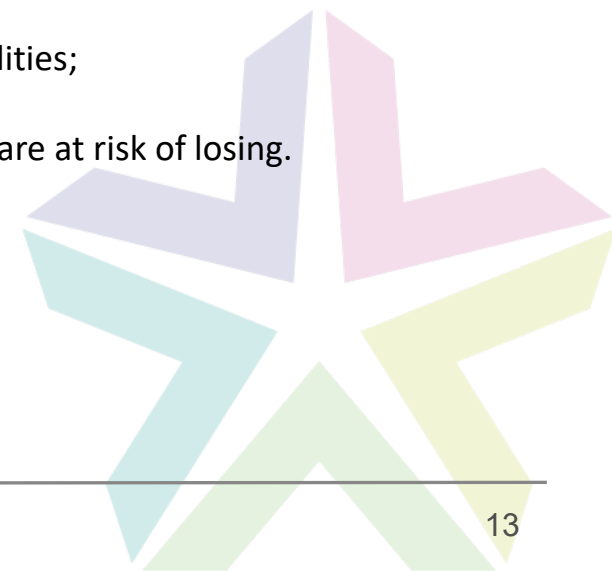 lities;
are at risk of losing.
13